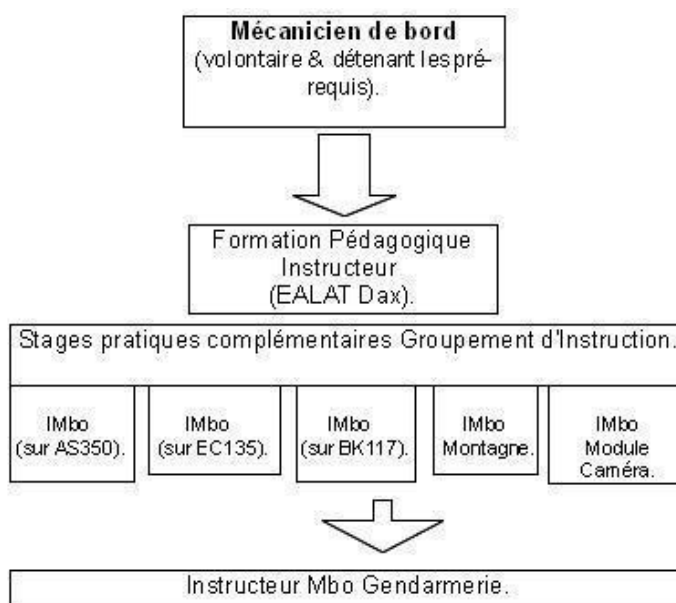 Mécanicien de bord
(volontaire & détenant les pré-
requis).
Formation Pédagogique
Instructeur
(EALAT Dax).
Stages pratiques complémentaires Groupement d'Instruction.
IMbo
(sur AS350).
IMbo
(sur EC135).
IMbo
(sur BK117).
IMbo
Montagne.
IMbo
Module
Caméra.
Instructeur Mbo Gendarmerie.